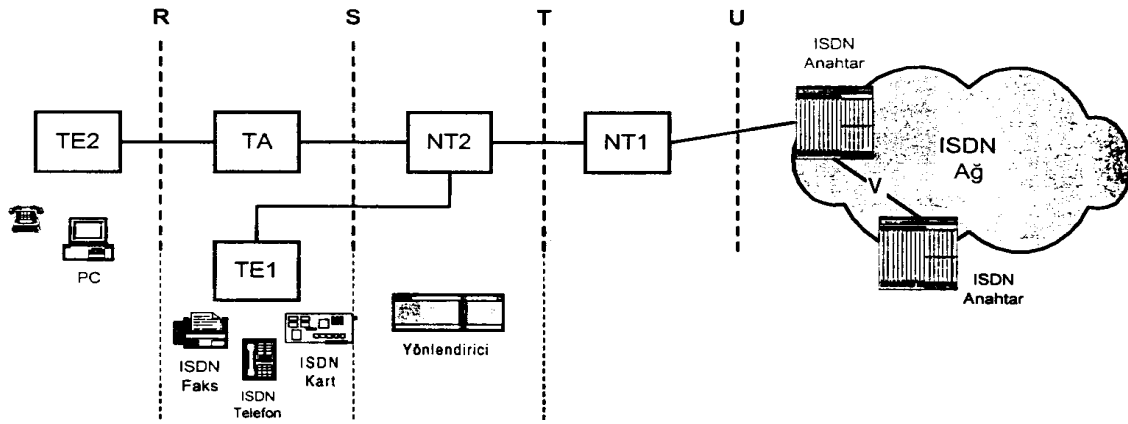 R S T U
ISDN
Anahtar
TE2 TA NT2 NT1
ISDN
Ağ
V
TE1
PC
ISDN
Anahtar
ISDN
Faks
ISDN
Telefon
ISDN
Kart
Yönlendirici